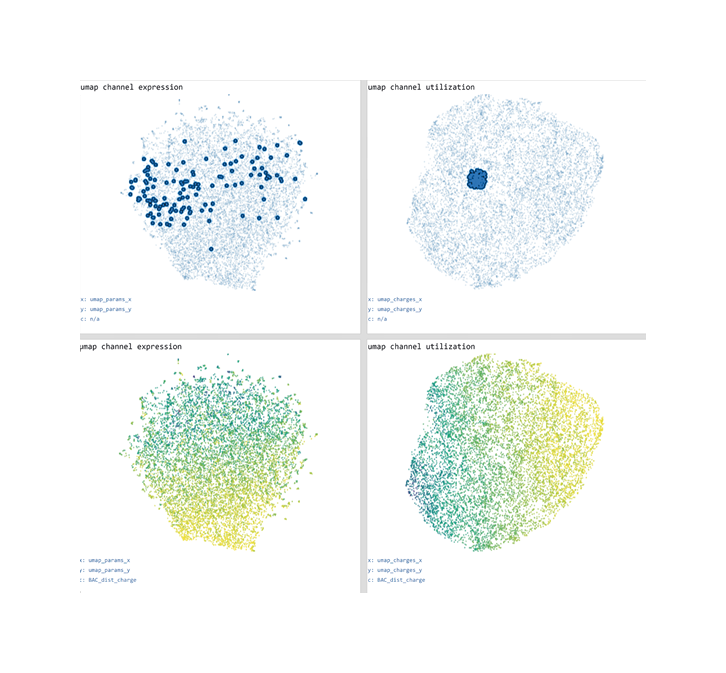 umap channel expression
umap channel utilization
x: umap_params_x
y: umap_params_y
c: n/a
x: umap_charges_x
y: umap_charges_y
c: n/a
umap channel expression
umap channel utilization
x: umap_params_x
y: umap_params_y
c: BAC_dist_charge
x: umap_charges_x
y: umap_charges_y
c: BAC_dist_charge